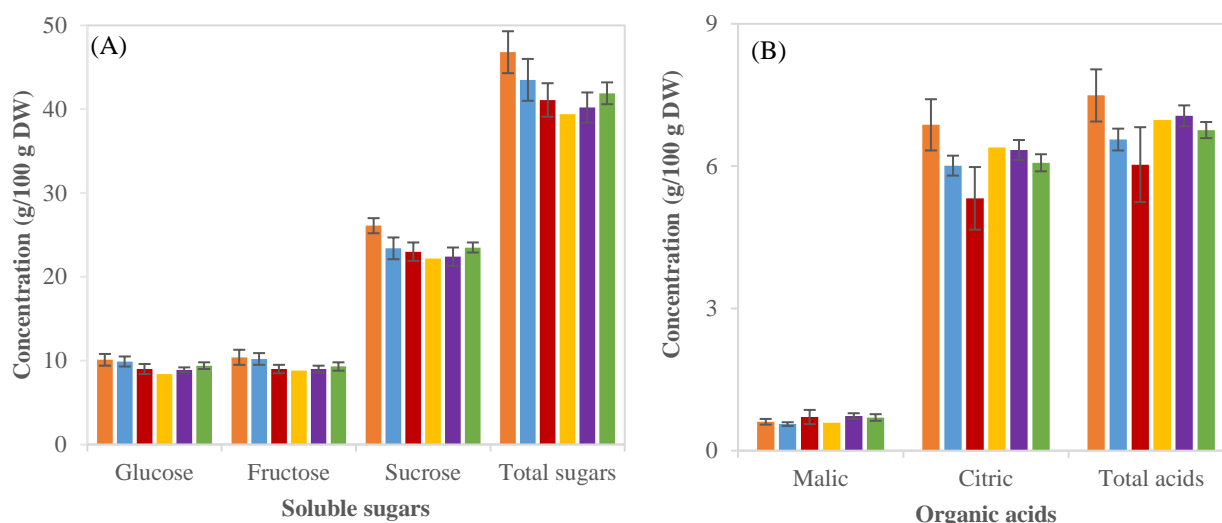 (A)
Concentration (g/100 g DW)
50
40
30
20
10
0
Glucose Fructose Sucrose Total sugars
Soluble sugars
(B)
Concentration (g/100 g DW)
9
6
3
0
Malic Citric Total acids
Organic acids